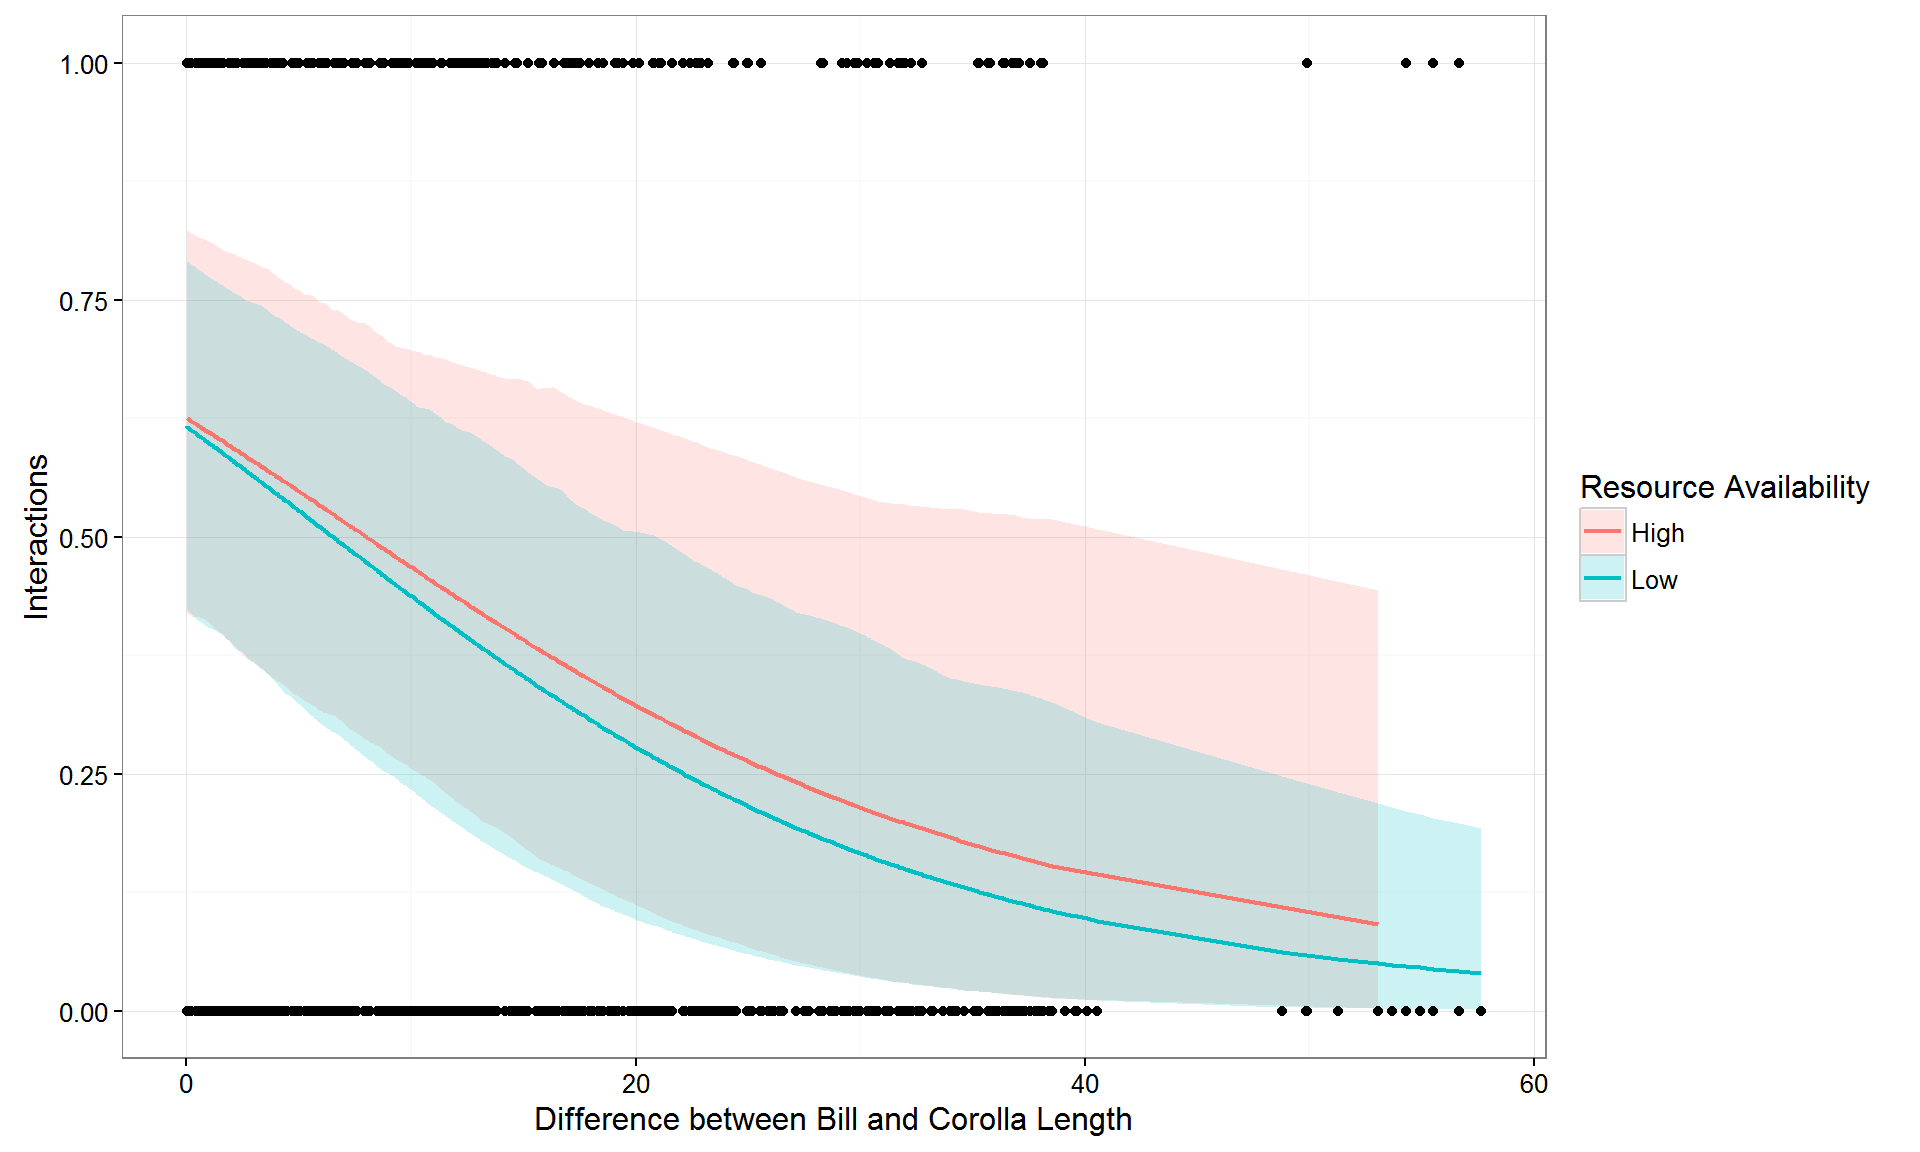 1.00
0.75
0.50
0.25
0.00
Interactions
0
20
40
60
Difference between Bill and Corolla Length
Resource Availability
High
Low